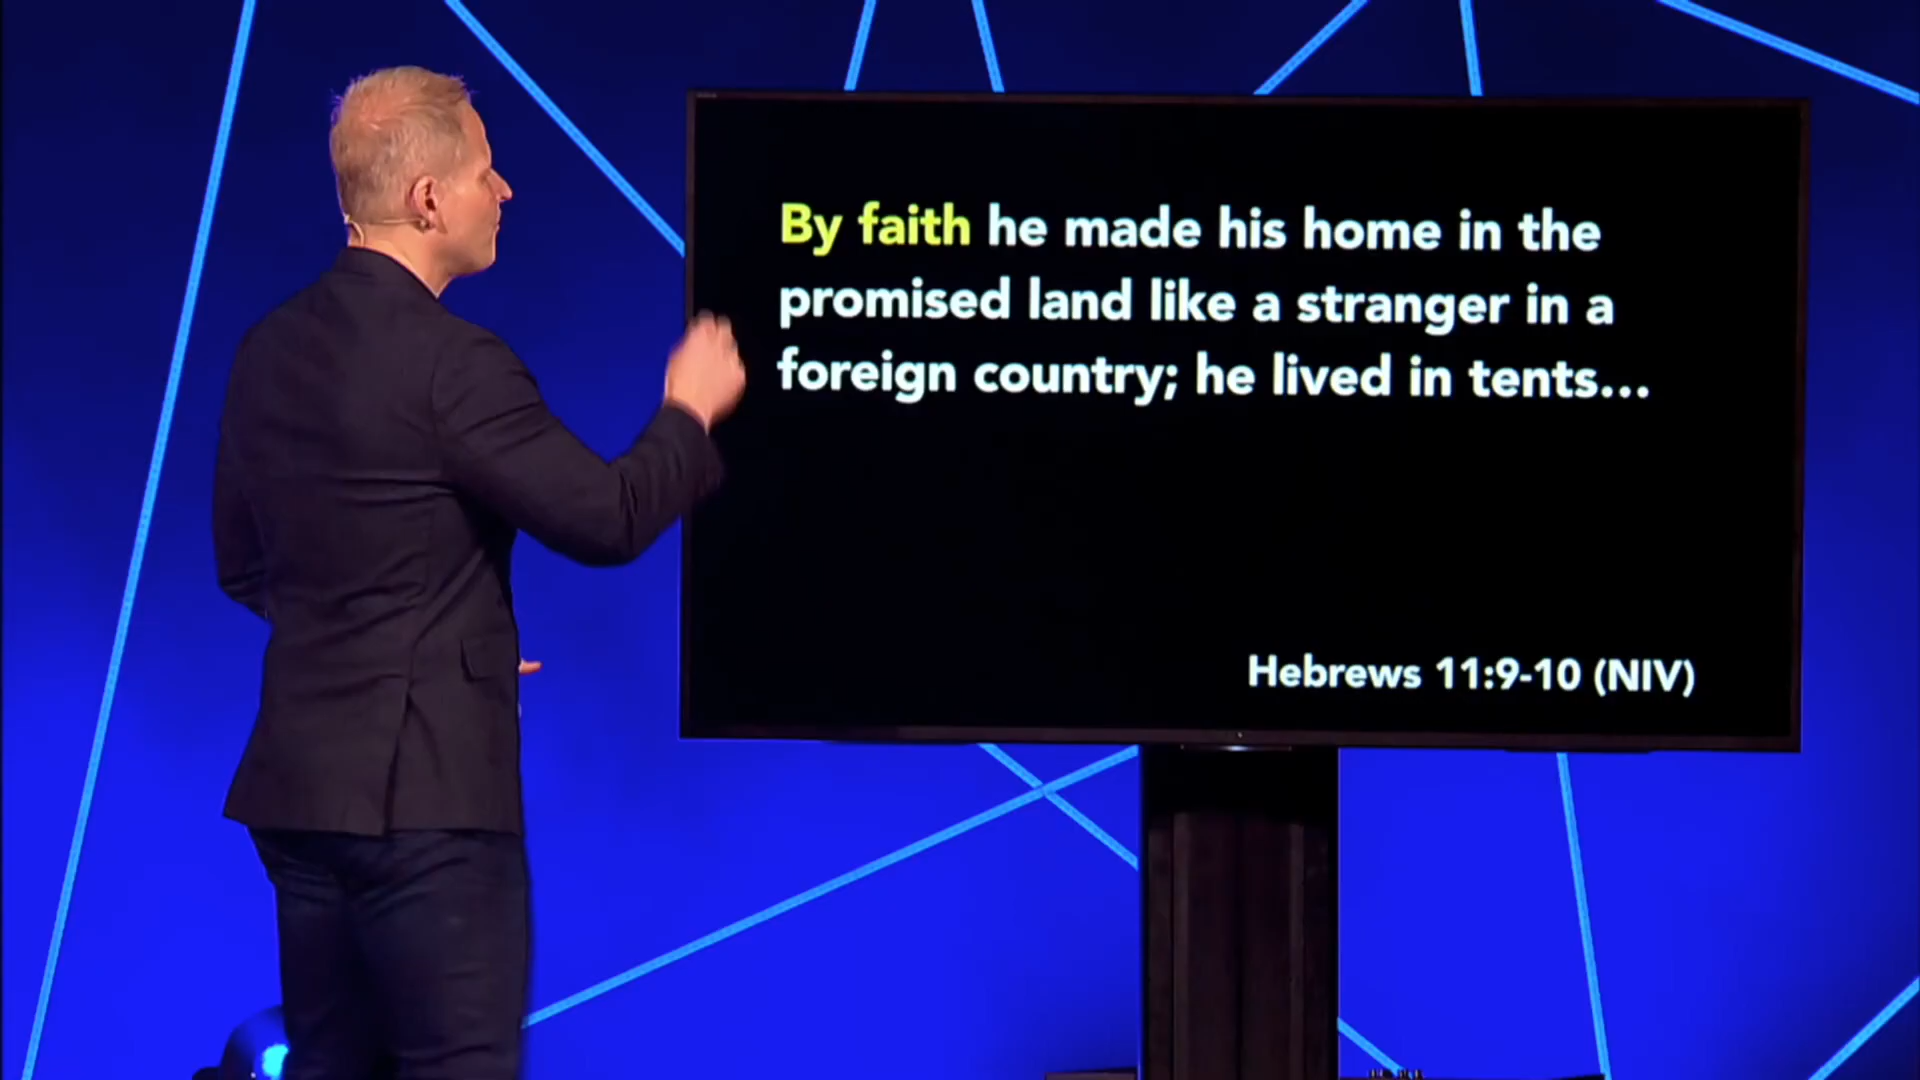 By faith he made his home in the
promised land like a stranger in a
foreign country; he lived in tents...
Hebrews 11:9-10 (NIV)